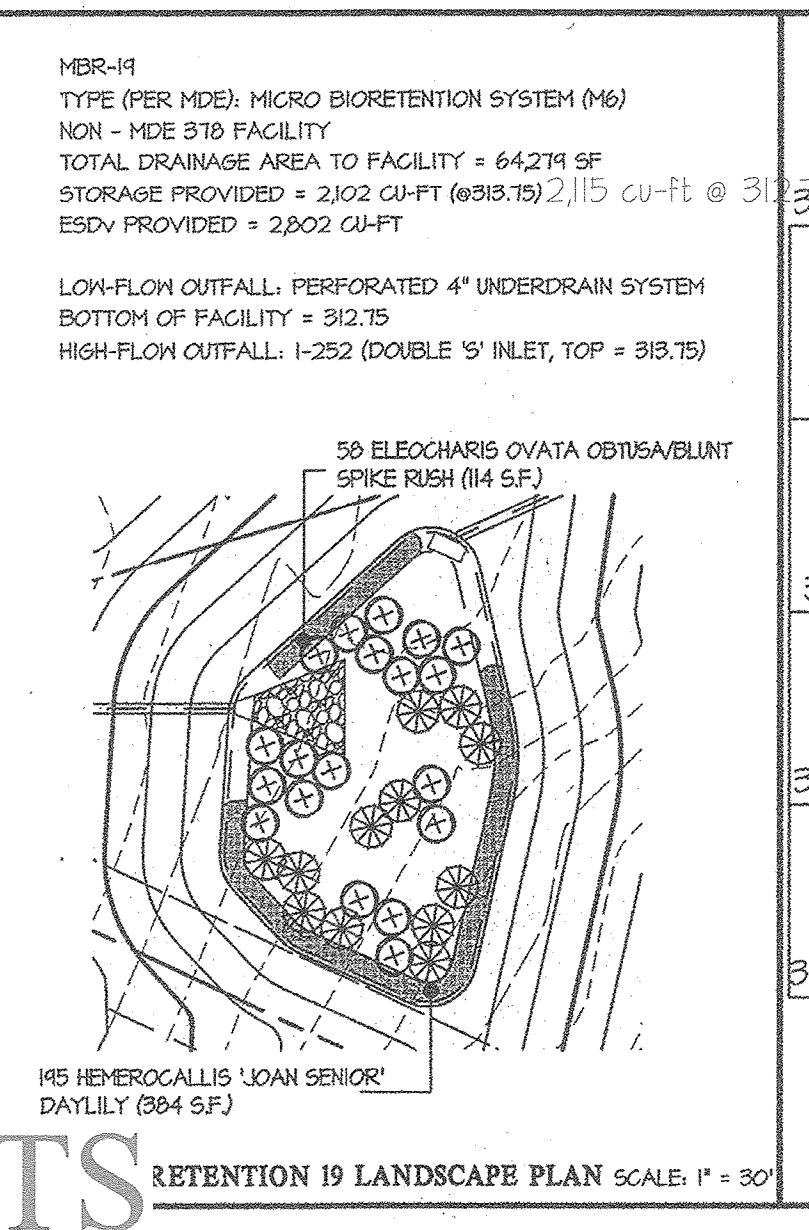 MBR-19
TYPE (PER MDE): MICRO BIORETENTION SYSTEM (M6)
NON - MDE 378 FACILITY
TOTAL DRAINAGE AREA TO FACILITY = 64,279 SF
STORAGE PROVIDED = 2,102 CU-FT (@313.75) 2,115 cu-ft @
ESDv PROVIDED = 2,802 CU-FT
LOW-FLOW OUTFALL: PERFORATED 4" UNDERDRAIN SYSTEM
BOTTOM OF FACILITY = 312.75
HIGH-FLOW OUTFALL: I-252 (DOUBLE 'S' INLET, TOP = 313.75)
58 ELEOCHARIS OVATA OBTUSA/BLUNT
SPIKE RUSH (114 S.F.)
195 HEMEROCALLIS 'JOAN SENIOR'
DAYLILY (384 S.F.)
TS
RETENTION 19 LANDSCAPE PLAN SCALE: 1" = 30'